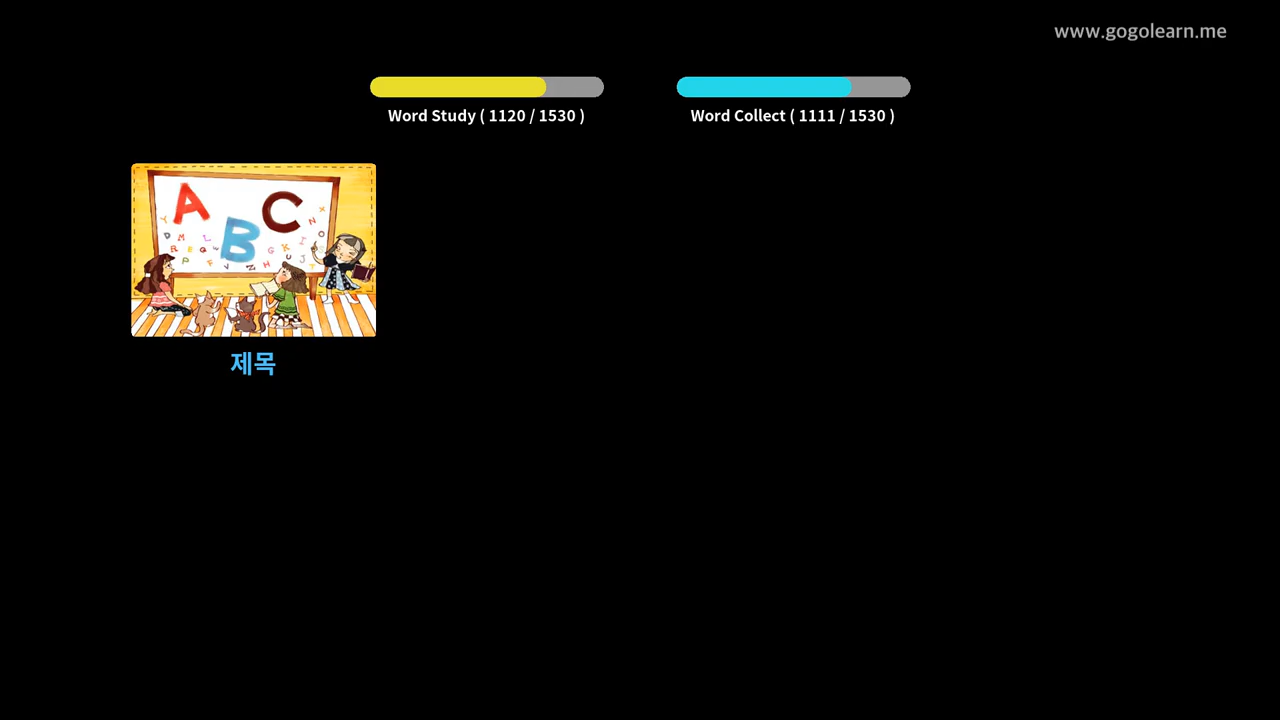 www.gogolearn.me
Word Study ( 1120 / 1530 )
Word Collect ( 1111 / 1530 )
A
B
C
제목